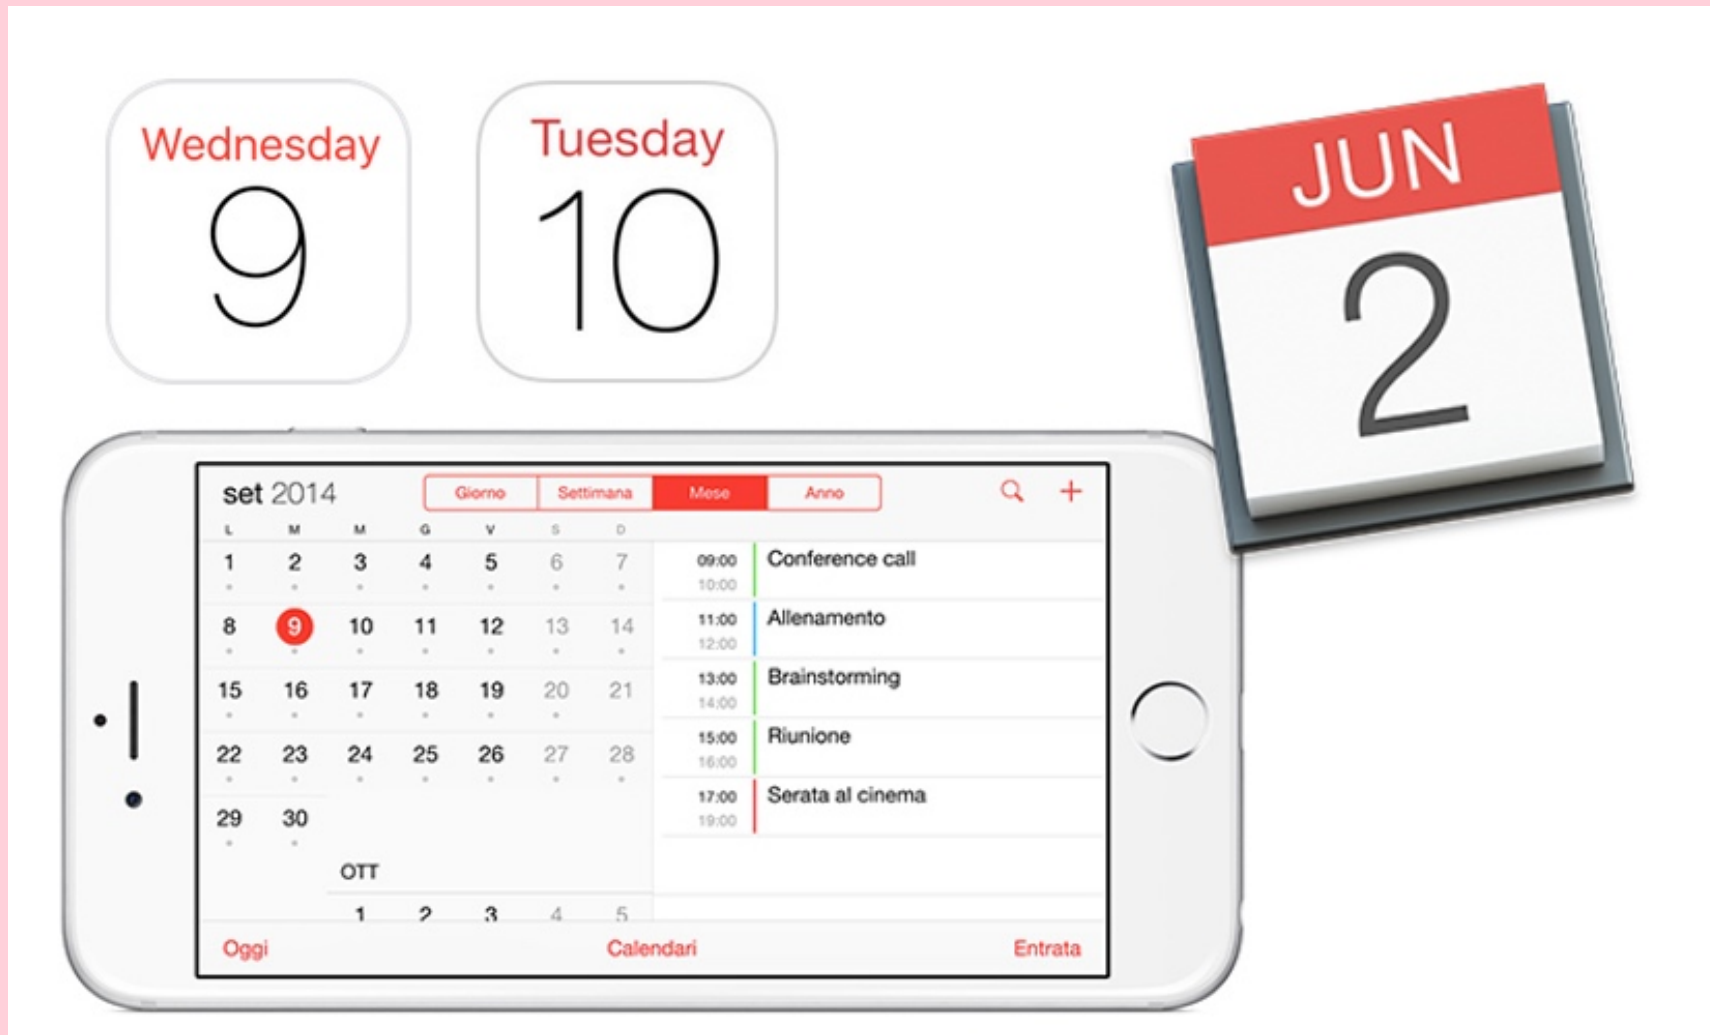 Wednesday
9
Tuesday
10
JUN
2
set 2014
Giorno Settimana Mese Anno
L M M G V S D
1 2 3 4 5 6 7
8 9 10 11 12 13 14
15 16 17 18 19 20 21
22 23 24 25 26 27 28
29 30
OTT
1 2 3 4 5
09:00 Conference call
10:00
11:00 Allenamento
12:00
13:00 Brainstorming
14:00
15:00 Riunione
16:00
17:00 Serata al cinema
19:00
Oggi Calendari Entrata